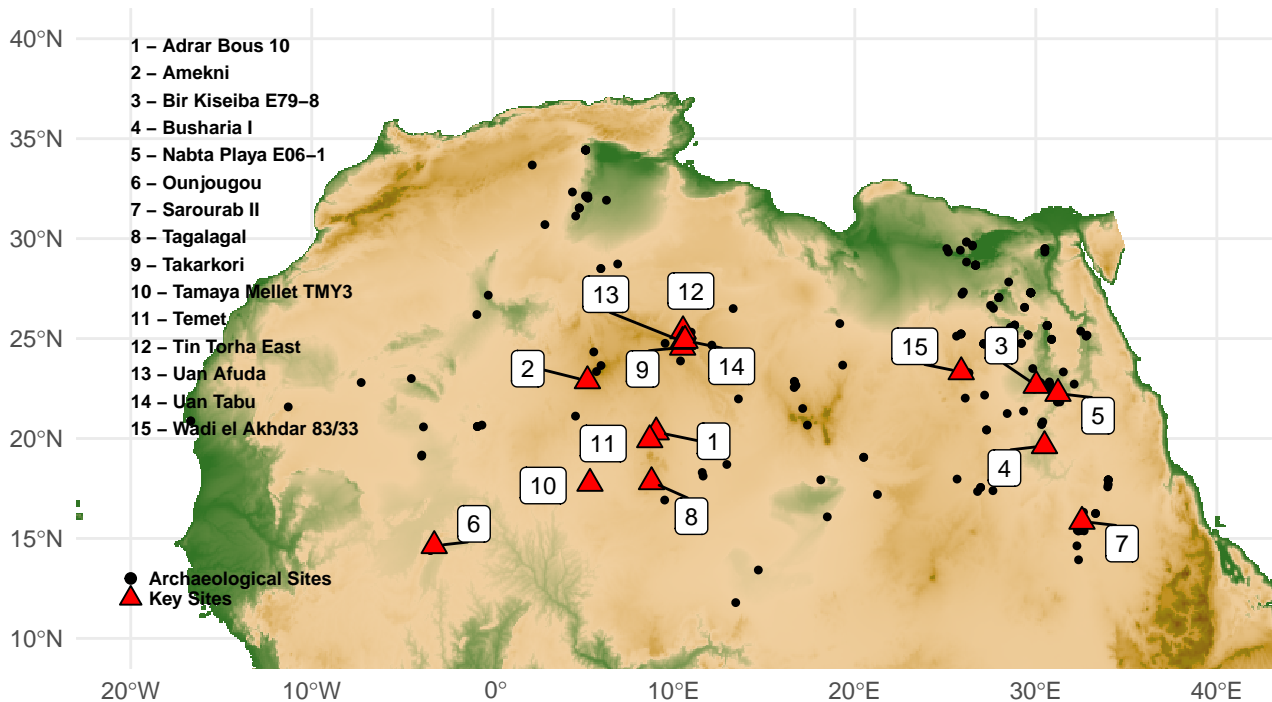 40°N
35°N
30°N
25°N
20°N
15°N
10°N
1 – Adrar Bous 10
2 – Amekni
3 – Bir Kiseiba E79–8
4 – Busharia I
5 – Nabta Playa E06–1
6 – Ounjougou
7 – Sarourab II
8 – Tagalagal
9 – Takarkori
10 – Tamaya Mellet TMY3
11 – Temet
12 – Tin Torha East
13 – Uan Afuda
14 – Uan Tabu
15 – Wadi el Akhdar 83/33
Archaeological Sites
Key Sites
13
12
2
9
14
15
3
5
11
1
4
10
8
6
7
20°W
10°W
0°
10°E
20°E
30°E
40°E